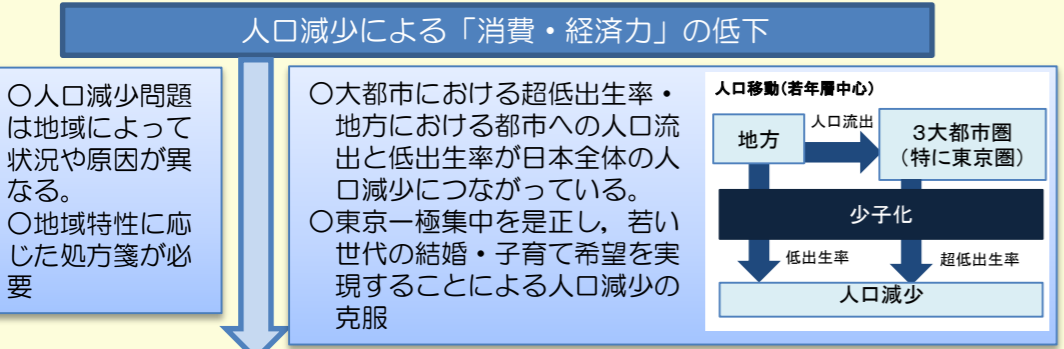 人口減少による「消費・経済力」の低下
〇人口減少問題
は地域によって
状況や原因が異
なる。
〇地域特性に応
じた処方箋が必
要
〇大都市における超低出生率・
地方における都市への人口流
出と低出生率が日本全体の人
口減少につながっている。
〇東京一極集中を是正し，若い
世代の結婚・子育て希望を実
現することによる人口減少の
克服
人口移動(若年層中心)
地方
人口流出
３大都市圏
（特に東京圏）
少子化
低出生率
超低出生率
人口減少